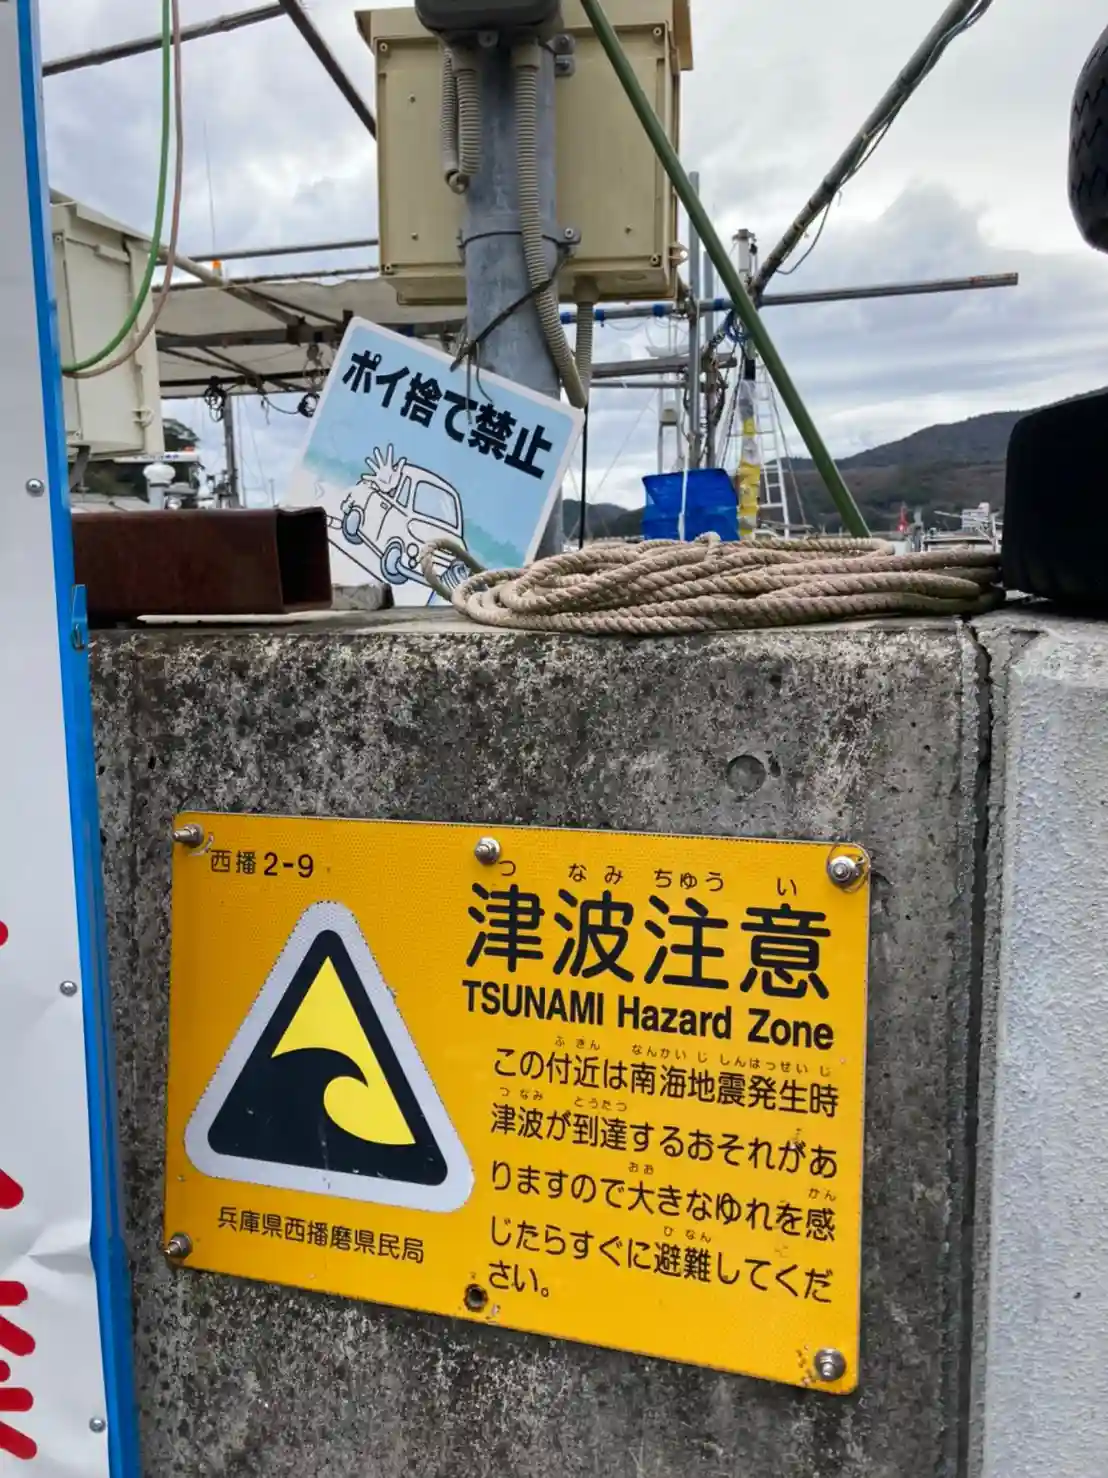 ポイ捨て禁止
西播2-9
つ なみ ちゅう い
津波注意
TSUNAMI Hazard Zone
ふきん なんかい じ しんはっせい じ
この付近は南海地震発生時
つ なみ とうたつ
津波が到達するおそれがあ
おお かん
りますので大きなゆれを感
ひ なん
じたらすぐに避難してくだ
さい。
兵庫県西播磨県民局